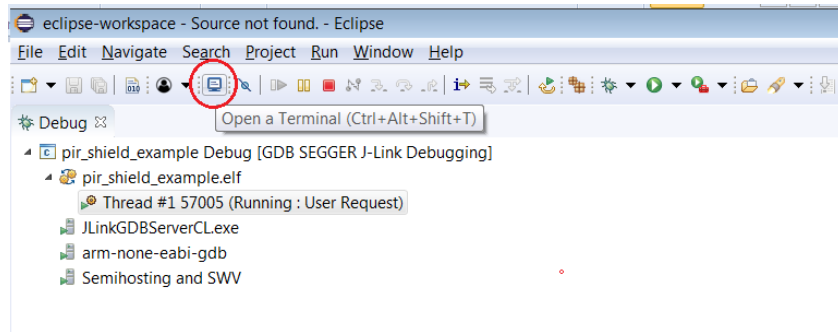 eclipse-workspace - Source not found. - Eclipse
File Edit Navigate Search Project Run Window Help
010
Debug
Open a Terminal (Ctrl+Alt+Shift+T)
c pir_shield_example Debug [GDB SEGGER J-Link Debugging]
pir_shield_example.elf
Thread #1 57005 (Running : User Request)
JLinkGDBServerCL.exe
arm-none-eabi-gdb
Semihosting and SWV